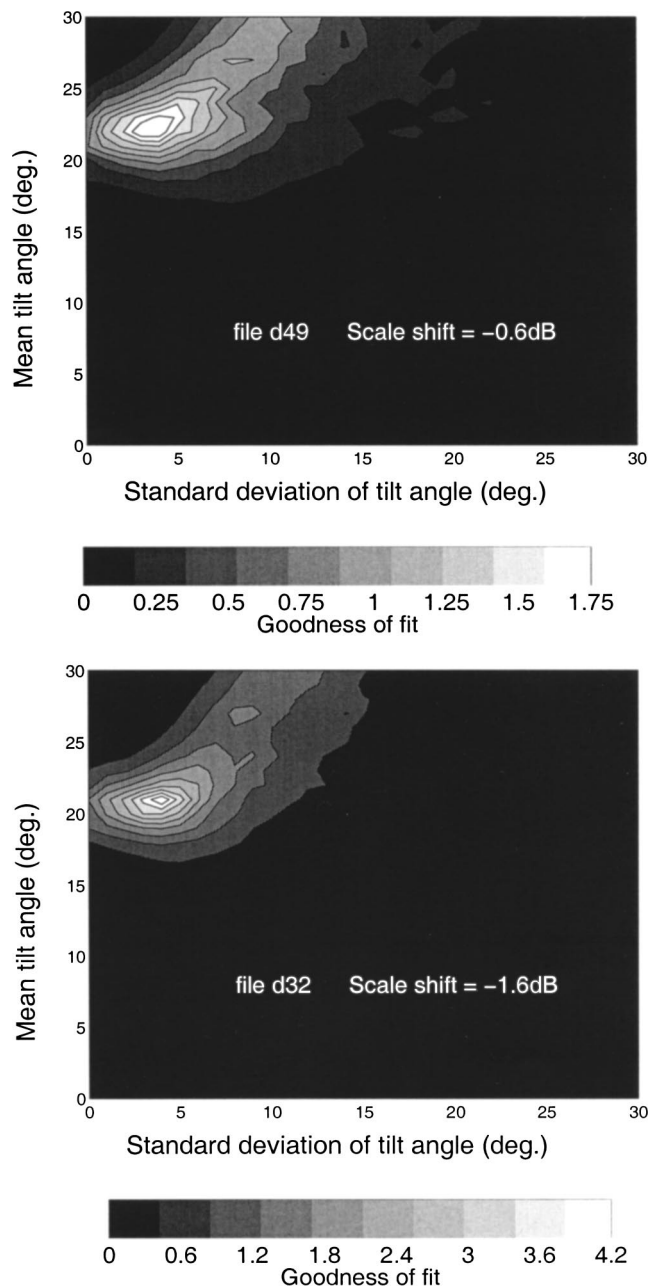 30
25
20
15
10
5
0
Mean tilt angle (deg.)
file d49 Scale shift = −0.6dB
0 5 10 15 20 25 30
Standard deviation of tilt angle (deg.)
0 0.25 0.5 0.75 1 1.25 1.5 1.75
Goodness of fit
30
25
20
15
10
5
0
Mean tilt angle (deg.)
file d32 Scale shift = −1.6dB
0 5 10 15 20 25 30
Standard deviation of tilt angle (deg.)
0 0.6 1.2 1.8 2.4 3 3.6 4.2
Goodness of fit